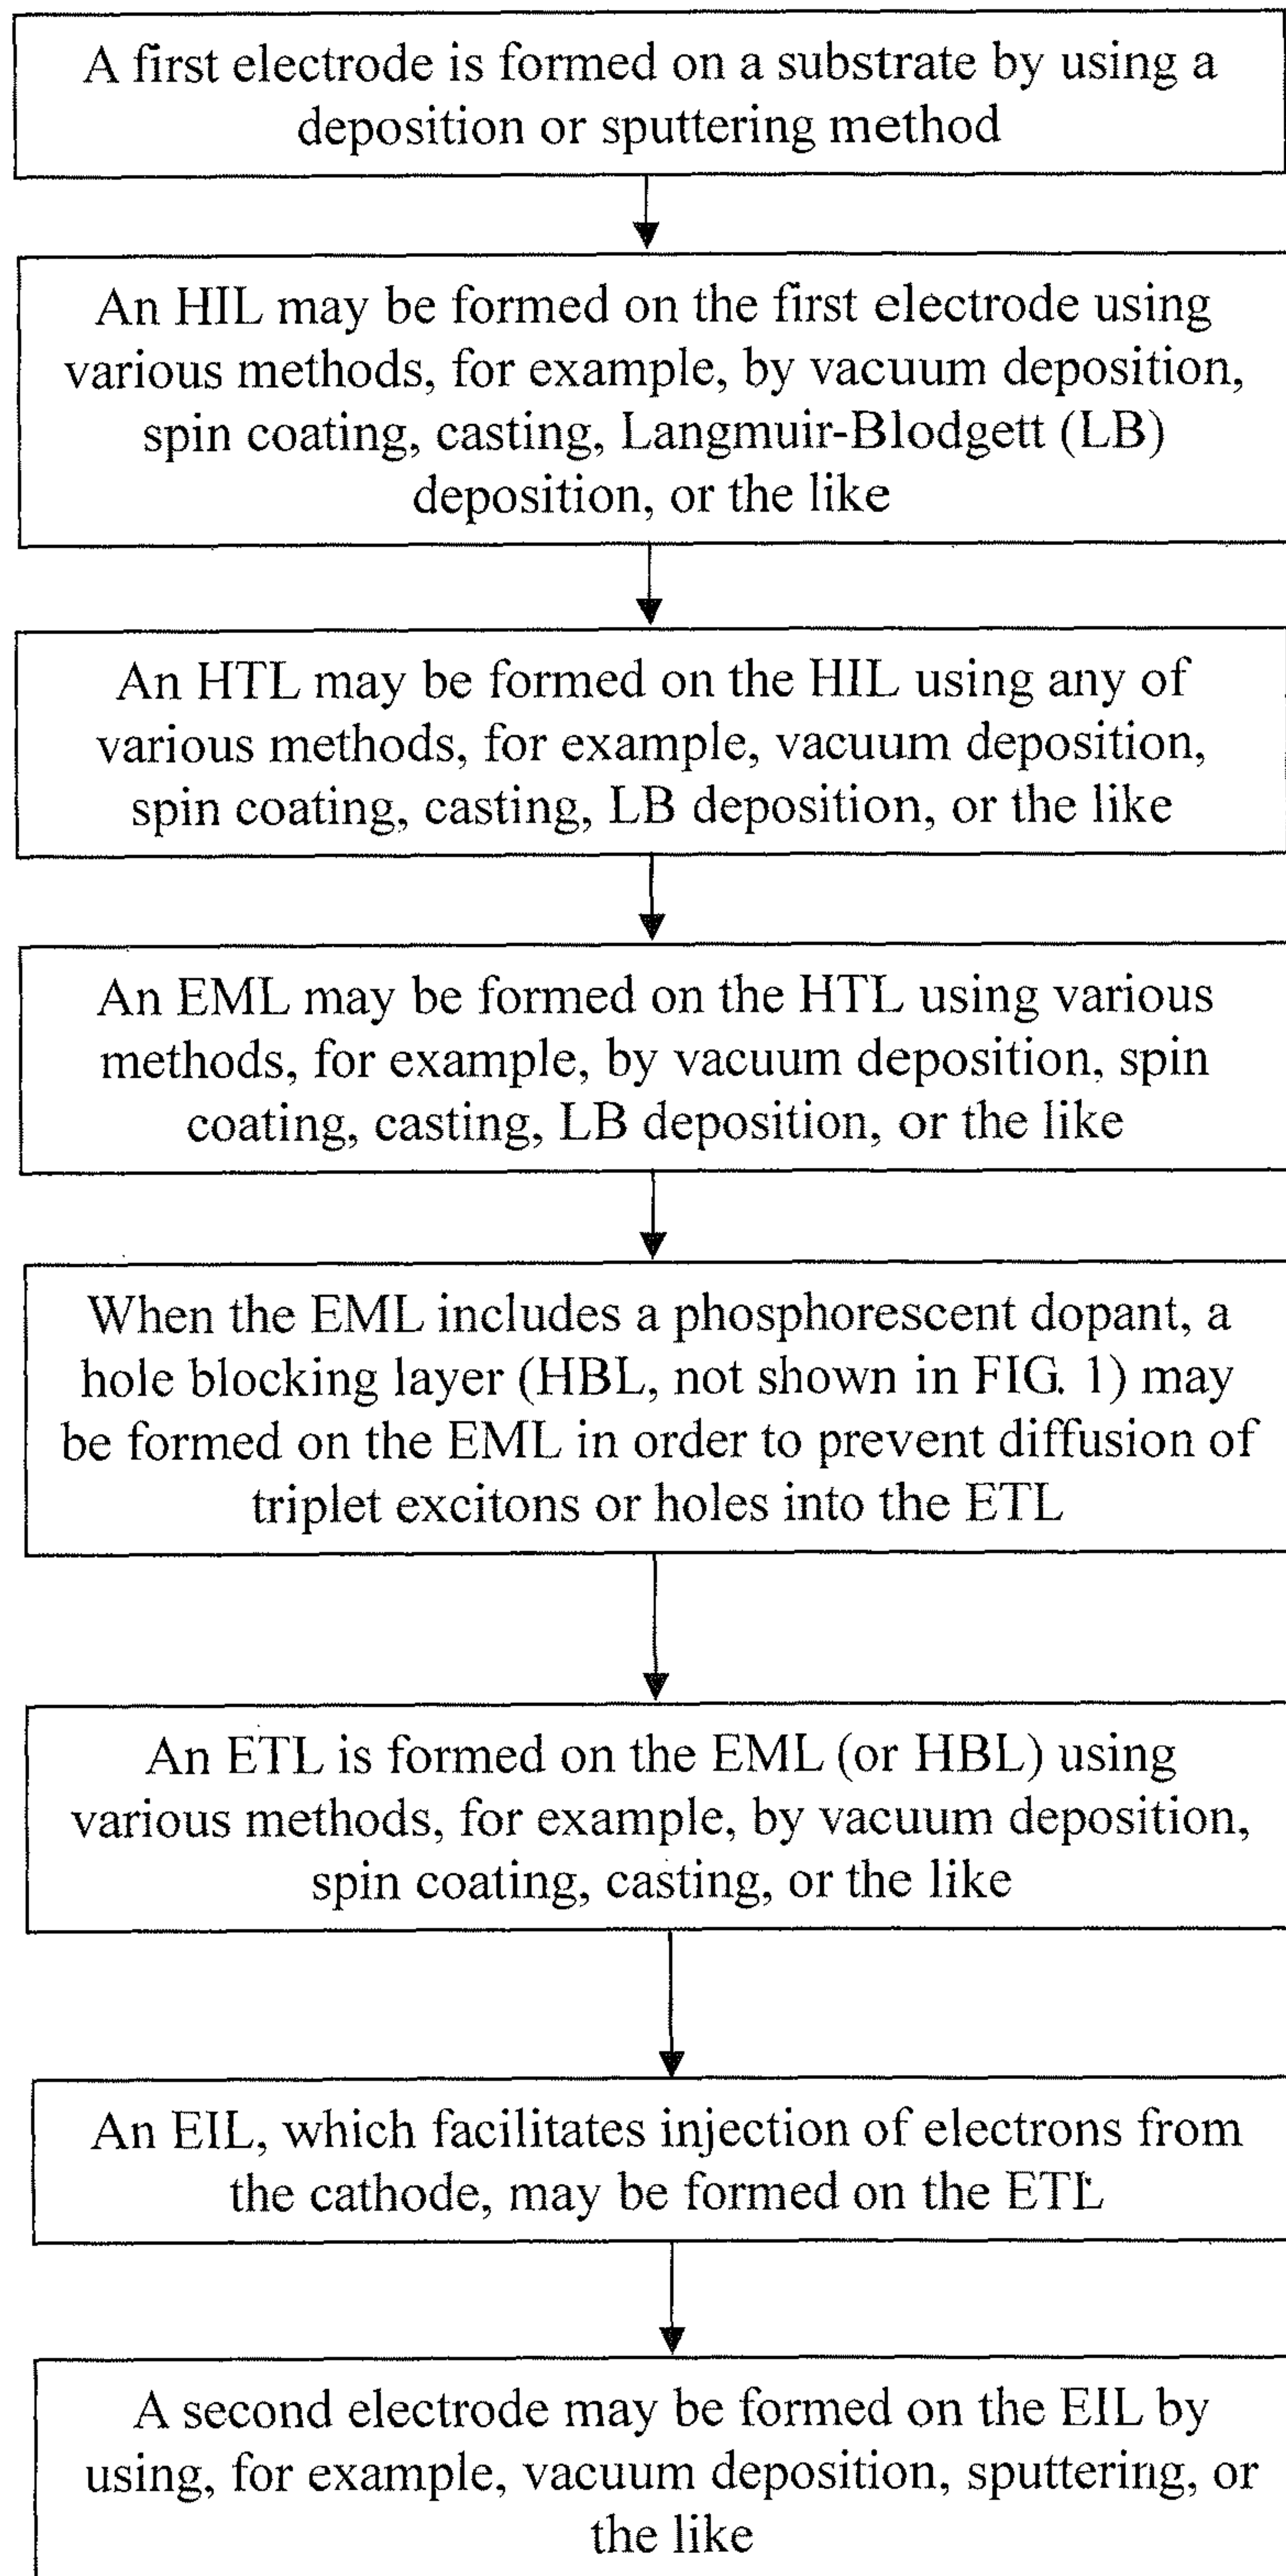 A first electrode is formed on a substrate by using a
deposition or sputtering method
An HIL may be formed on the first electrode using
various methods, for example, by vacuum deposition,
spin coating, casting, Langmuir-Blodgett (LB)
deposition, or the like
An HTL may be formed on the HIL using any of
various methods, for example, vacuum deposition,
spin coating, casting, LB deposition, or the like
An EML may be formed on the HTL using various
methods, for example, by vacuum deposition, spin
coating, casting, LB deposition, or the like
When the EML includes a phosphorescent dopant, a
hole blocking layer (HBL, not shown in FIG. 1) may
be formed on the EML in order to prevent diffusion of
triplet excitons or holes into the ETL
An ETL is formed on the EML (or HBL) using
various methods, for example, by vacuum deposition,
spin coating, casting, or the like
An EIL, which facilitates injection of electrons from
the cathode, may be formed on the ETL
A second electrode may be formed on the EIL by
using, for example, vacuum deposition, sputtering, or
the like